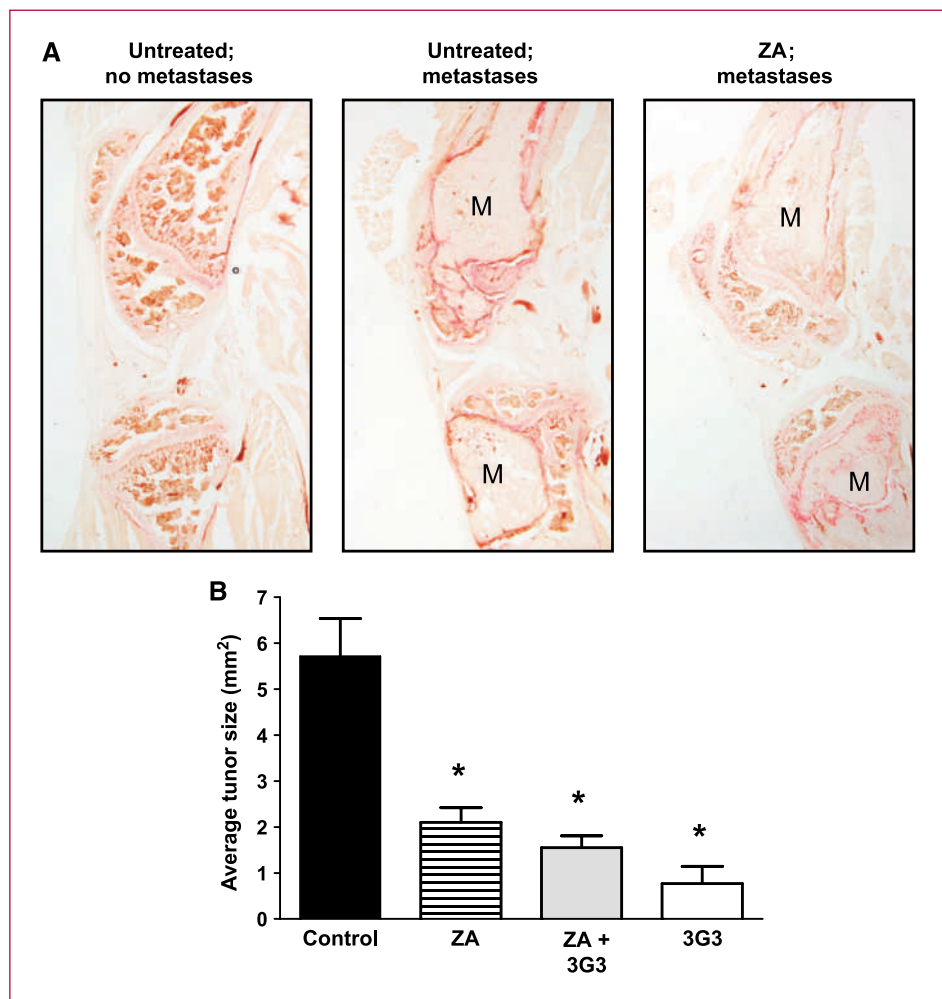 A
Untreated;
no metastases
Untreated;
metastases
ZA;
metastases
M
M
M
M
B
7
6
5
4
3
2
1
0
Average tunor size (mm²)
*
*
*
Control
ZA
ZA +
3G3
3G3